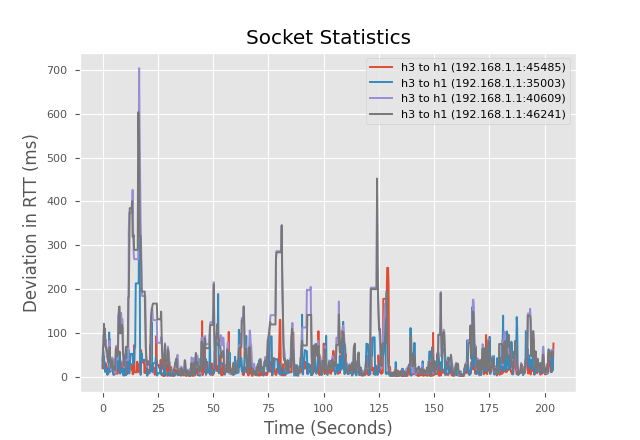 Socket Statistics
h3 to h1 (192.168.1.1:45485)
h3 to h1 (192.168.1.1:35003)
h3 to h1 (192.168.1.1:40609)
h3 to h1 (192.168.1.1:46241)
Deviation in RTT (ms)
700
600
500
400
300
200
100
0
0 25 50 75 100 125 150 175 200
Time (Seconds)